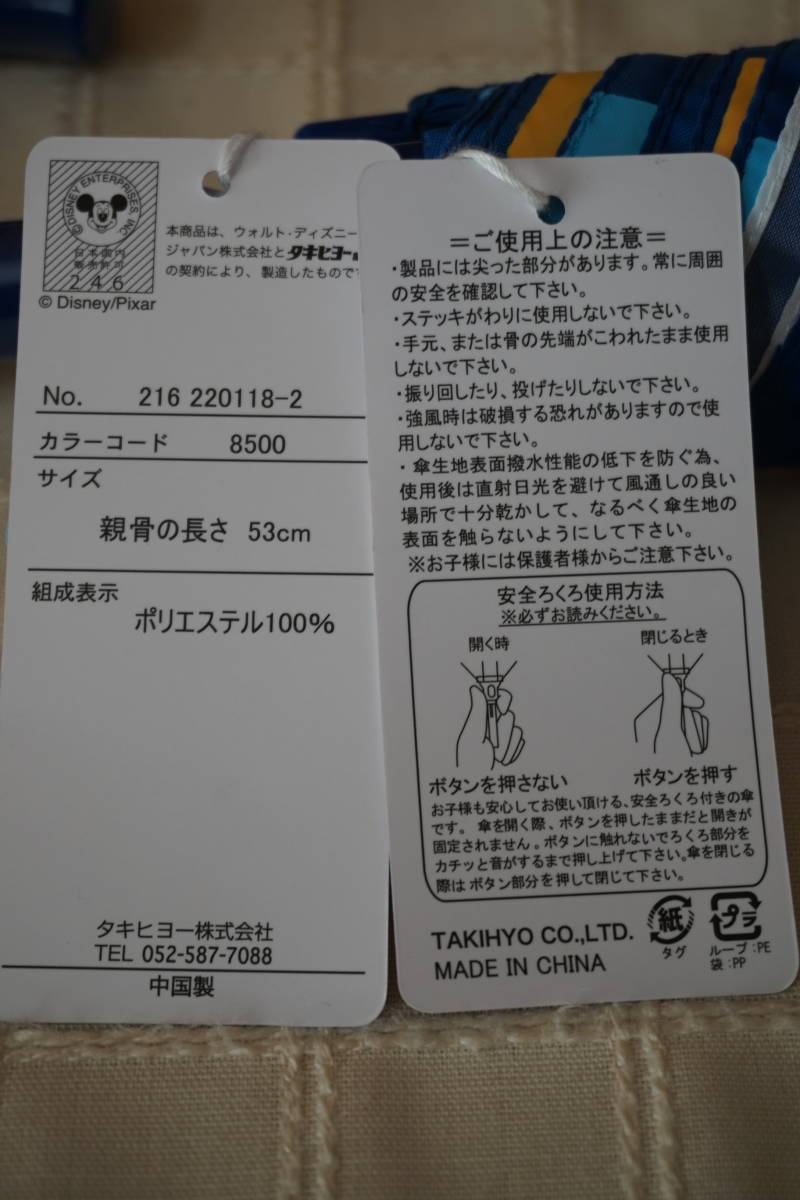 © DISNEY ENTERPRISES, INC
日本国内
販売許可
246
© Disney/Pixar
本商品は、ウォルト・ディズニー
ジャパン株式会社とタキヒヨー
の契約により、製造したものです
No. 216 220118-2
カラーコード 8500
サイズ
親骨の長さ 53cm
組成表示
ポリエステル100%
タキヒヨー株式会社
TEL 052-587-7088
中国製
=ご使用上の注意=
・製品には尖った部分があります。常に周囲
の安全を確認して下さい。
・ステッキがわりに使用しないで下さい。
・手元、または骨の先端がこわれたまま使用
しないで下さい。
・振り回したり、投げたりしないで下さい。
・強風時は破損する恐れがありますので使
用しないで下さい。
・傘生地表面撥水性能の低下を防ぐ為、
使用後は直射日光を避けて風通しの良い
場所で十分乾かして、なるべく傘生地の
表面を触らないようにして下さい。
※お子様には保護者様からご注意下さい。
安全ろくろ使用方法
※必ずお読みください。
開く時 閉じるとき
ボタンを押さない ボタンを押す
お子様も安心してお使い頂ける、安全ろくろ付きの傘
です。 傘を開く際、ボタンを押したままだと開きが
固定されません。ボタンに触れないでろくろ部分を
カチッと音がするまで押し上げて下さい。傘を閉じる
際は ボタン部分を押して閉じて下さい。
TAKIHYO CO.,LTD.
MADE IN CHINA
紙
タグ
プラ
ループ:PE
袋:PP